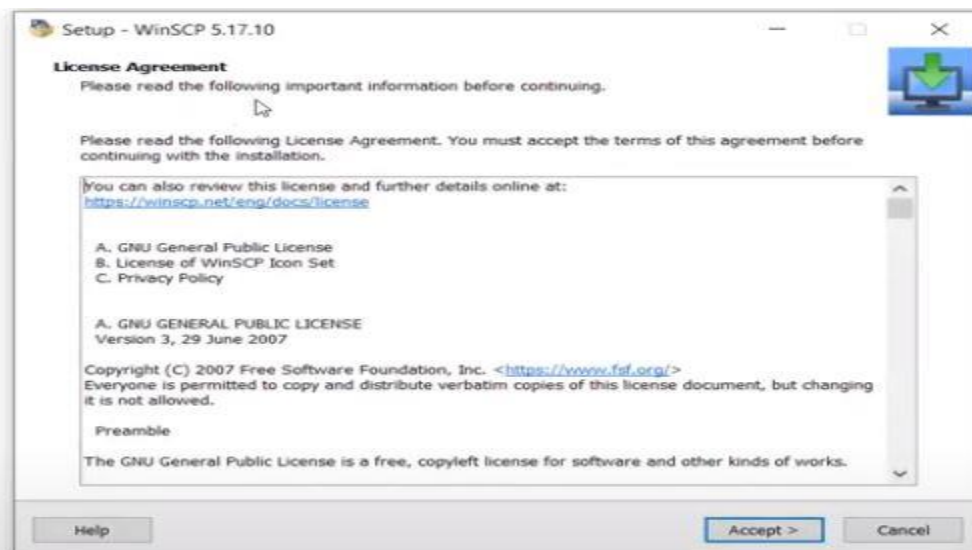 Setup - WinSCP 5.17.10
License Agreement
Please read the following important information before continuing.
Please read the following License Agreement. You must accept the terms of this agreement before
continuing with the installation.
You can also review this license and further details online at:
https://winscp.net/eng/docs/license
A. GNU General Public License
B. License of WinSCP Icon Set
C. Privacy Policy
A. GNU GENERAL PUBLIC LICENSE
Version 3, 29 June 2007
Copyright (C) 2007 Free Software Foundation, Inc. <https://www.fsf.org/>
Everyone is permitted to copy and distribute verbatim copies of this license document, but changing
it is not allowed.
Preamble
The GNU General Public License is a free, copyleft license for software and other kinds of works.
Help
Accept >
Cancel